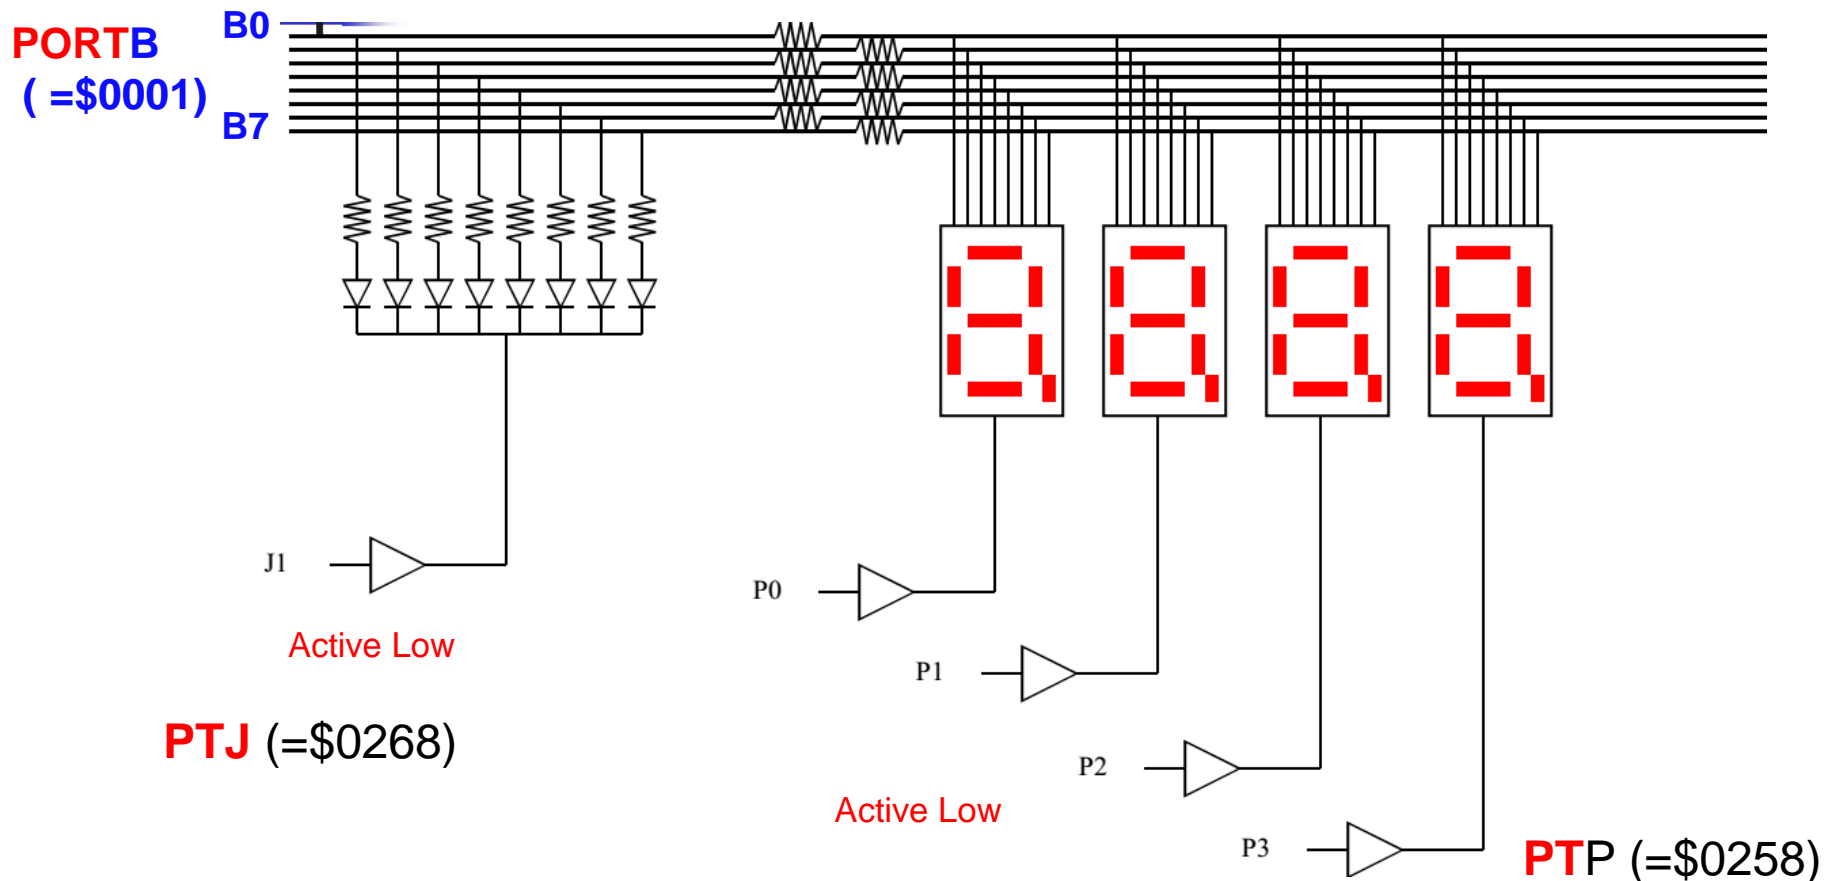 B0
PORTB
( =$0001)
B7
J1
P0
Active Low
P1
PTJ (=$0268)
P2
Active Low
P3
PTP (=$0258)